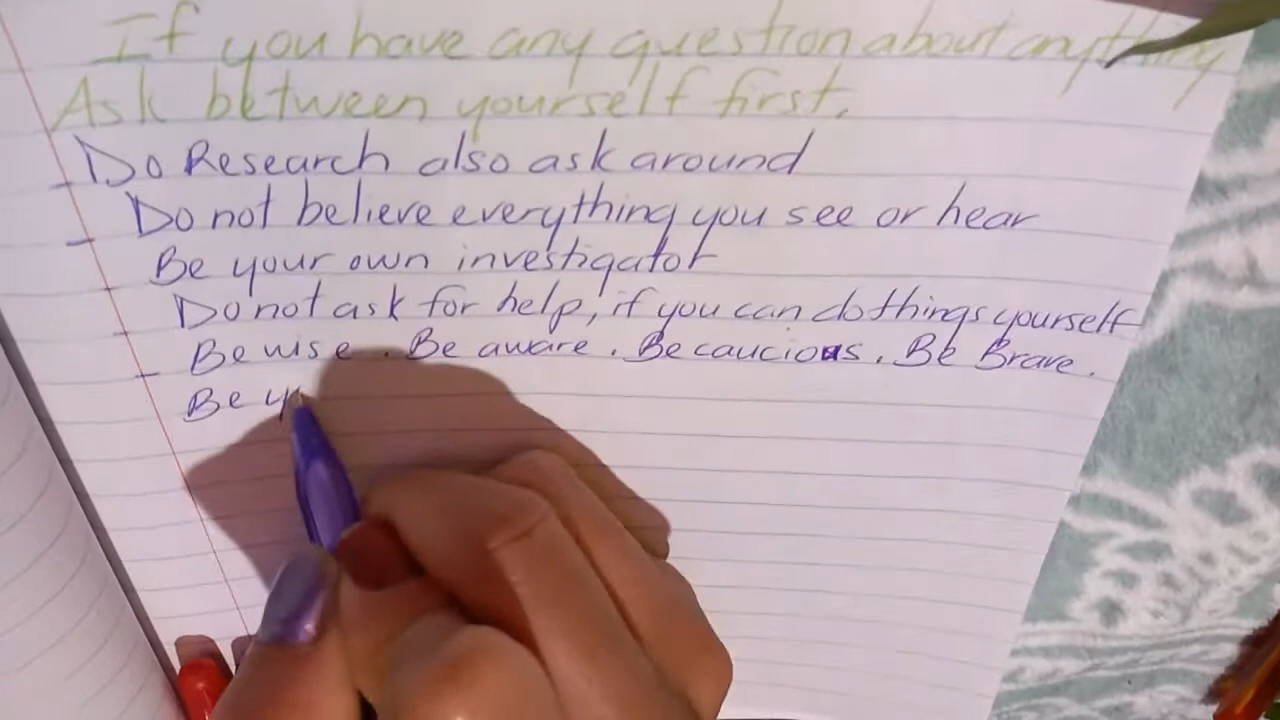 If you have any question about anything
Ask between yourself first.
Do Research also ask around
Do not believe everything you see or hear
Be your own investigator
Do not ask for help, if you can do things yourself
Be wise. Be aware. Be caucious. Be Brave.
Be y